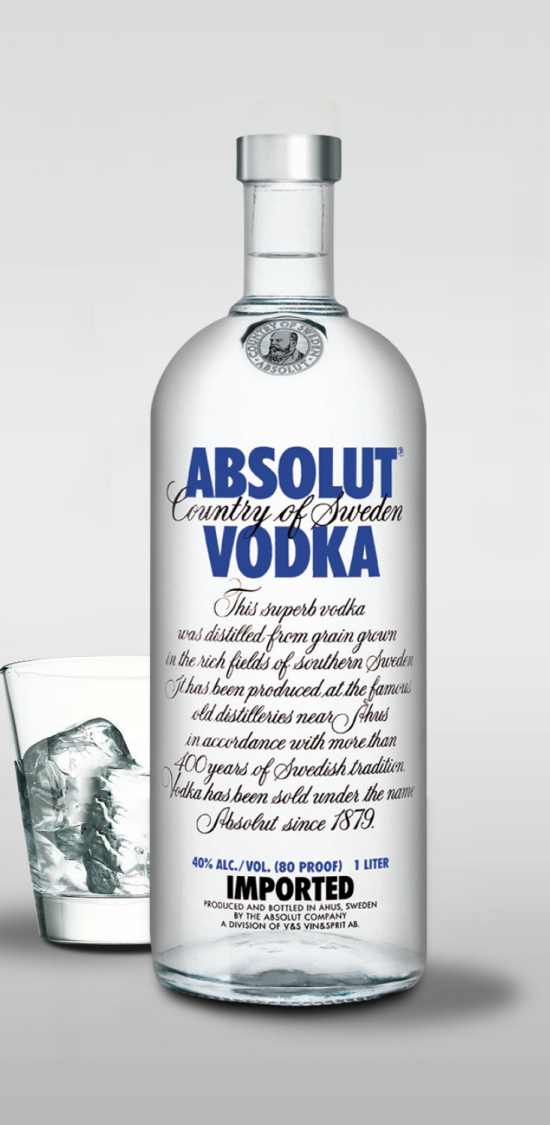 COUNTRY OF SWEDEN
ABSOLUT
ABSOLUT®
Country of Sweden
VODKA
This superb vodka
was distilled from grain grown
in the rich fields of southern Sweden.
It has been produced at the famous
old distilleries near Åhus
in accordance with more than
400 years of Swedish tradition.
Vodka has been sold under the name
Absolut since 1879.
40% ALC./VOL. (80 PROOF) 1 LITER
IMPORTED
PRODUCED AND BOTTLED IN AHUS, SWEDEN
BY THE ABSOLUT COMPANY
A DIVISION OF V&S VIN&SPRIT AB.